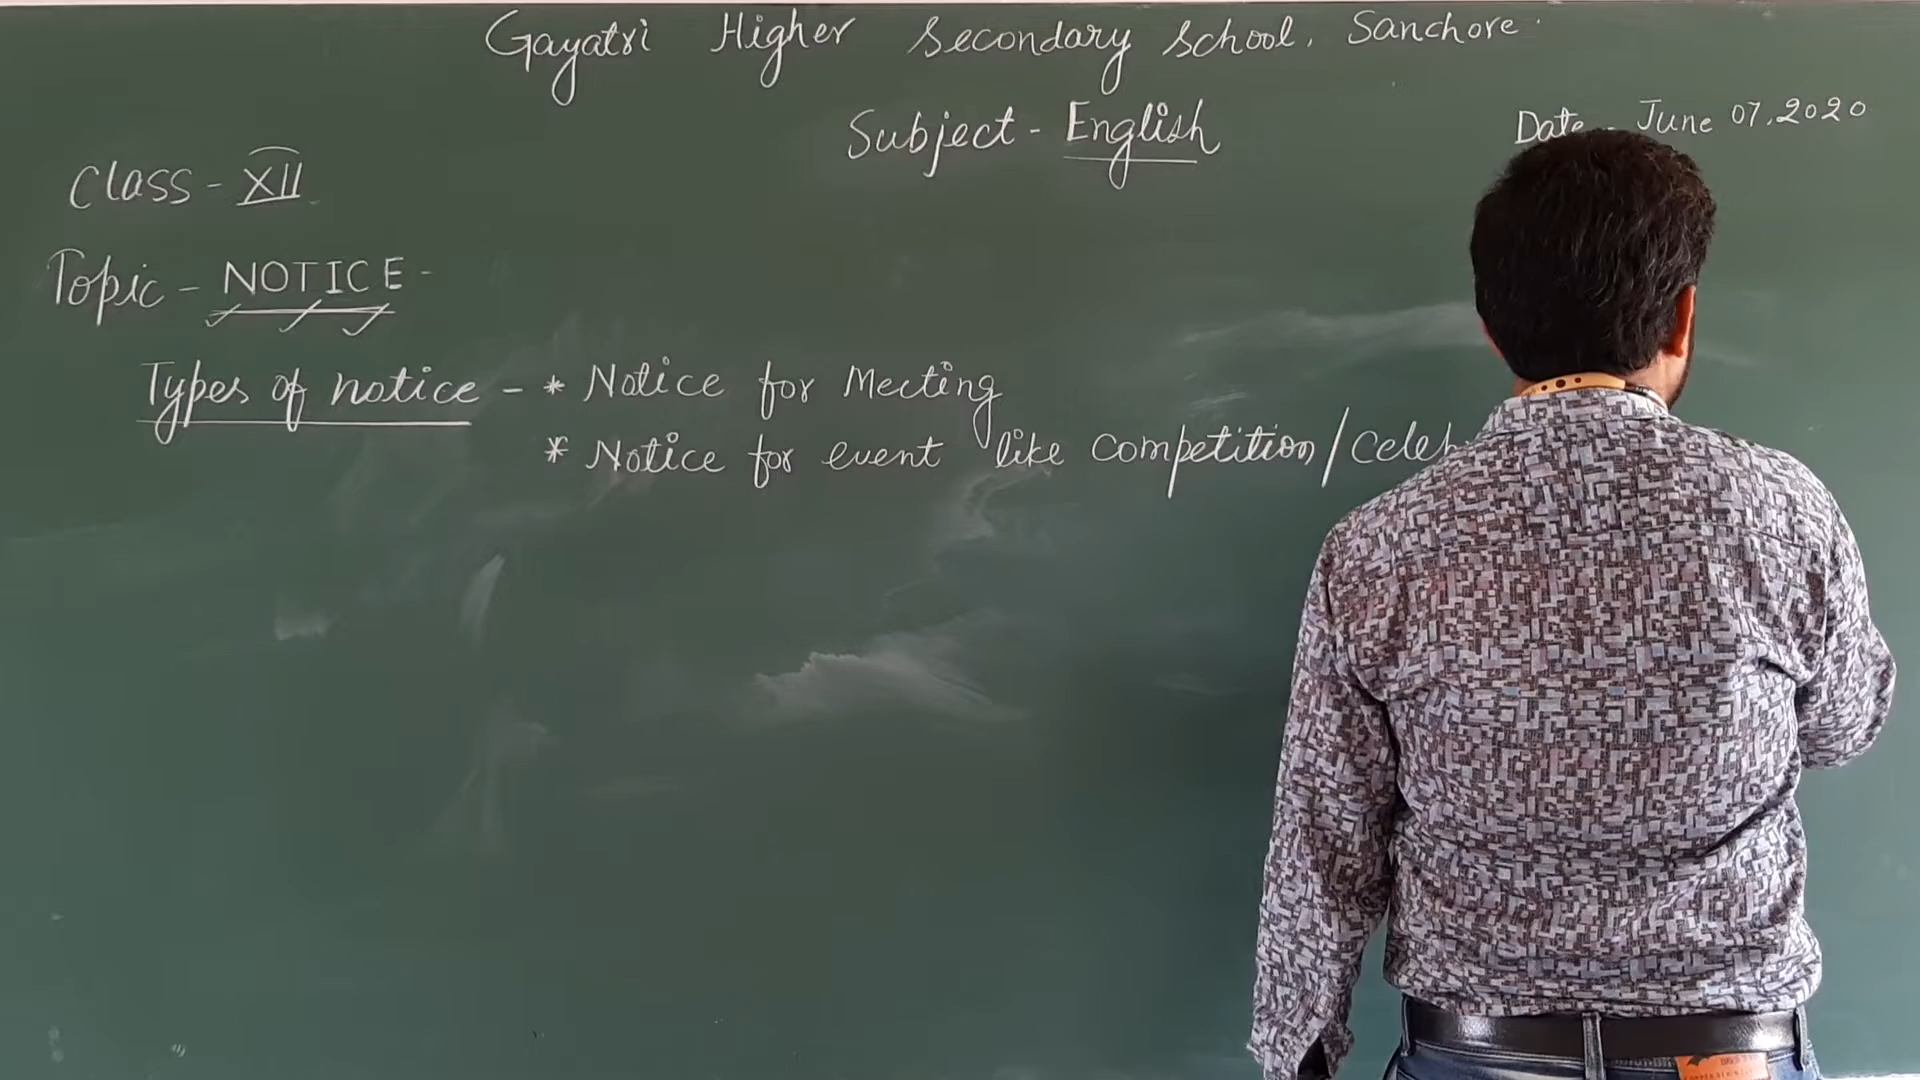 Gayatri Higher Secondary School, Sanchore.
Subject - English
Date - June 07, 2020
Class - XII
Topic - NOTICE -
Types of notice - * Notice for Meeting
* Notice for event like competition/